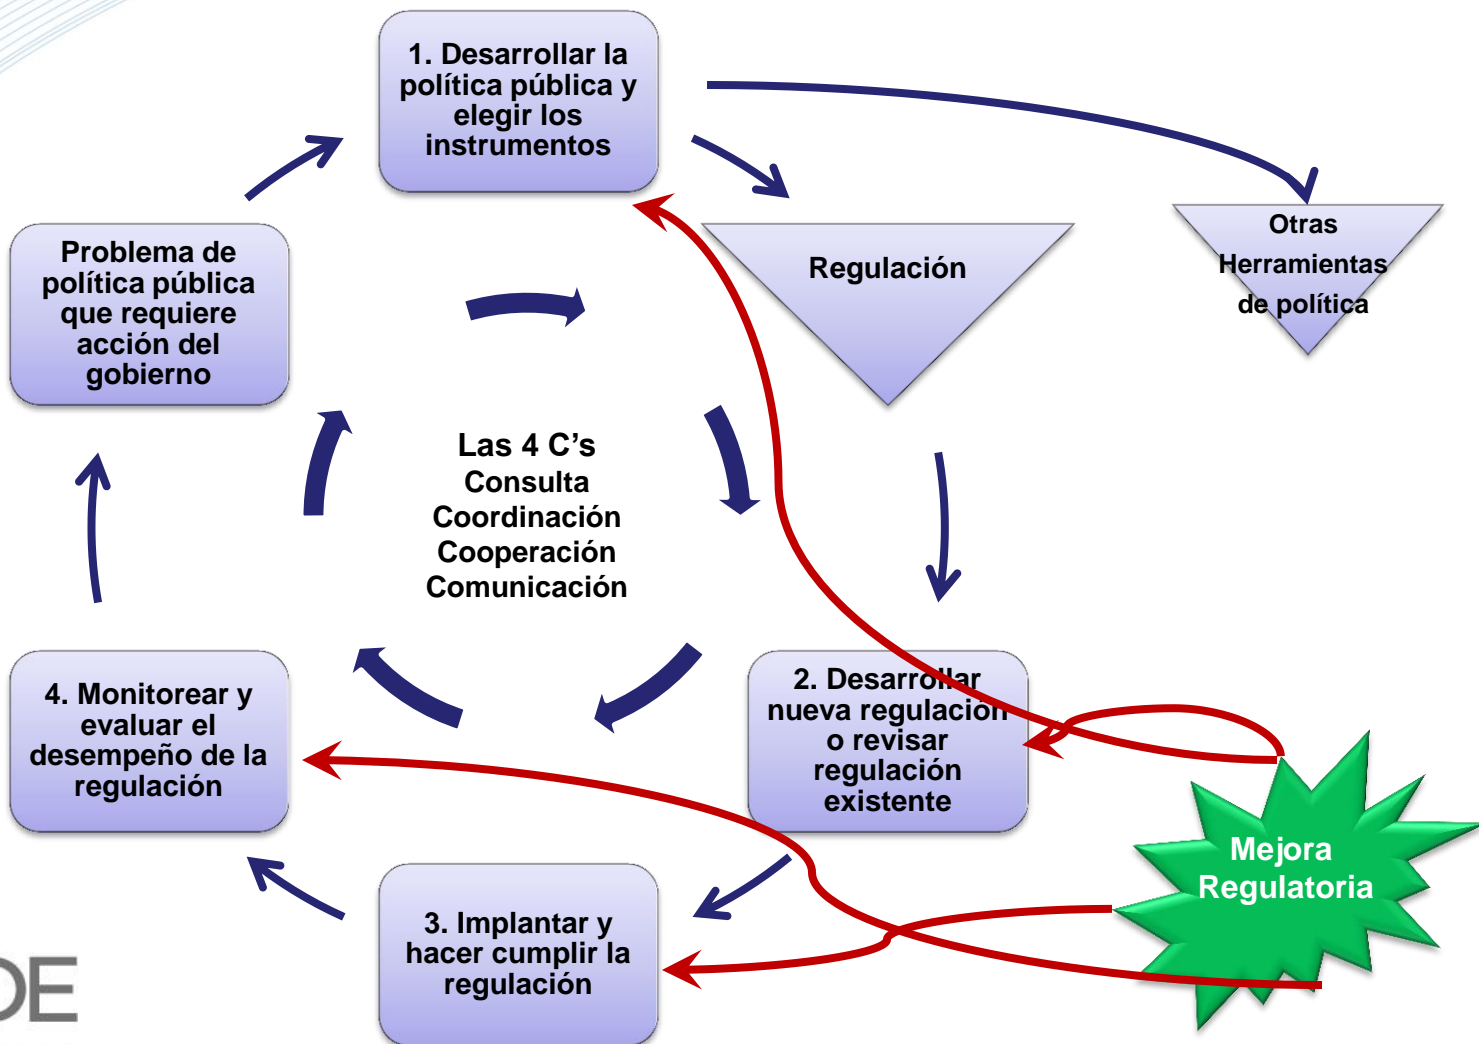 1. Desarrollar la
política pública y
elegir los
instrumentos
Problema de
política pública
que requiere
acción del
gobierno
Regulación
Otras
Herramientas
de política
Las 4 C’s
Consulta
Coordinación
Cooperación
Comunicación
4. Monitorear y
evaluar el
desempeño de la
regulación
2. Desarrollar
nueva regulación
o revisar
regulación
existente
3. Implantar y
hacer cumplir la
regulación
Mejora
Regulatoria
DE